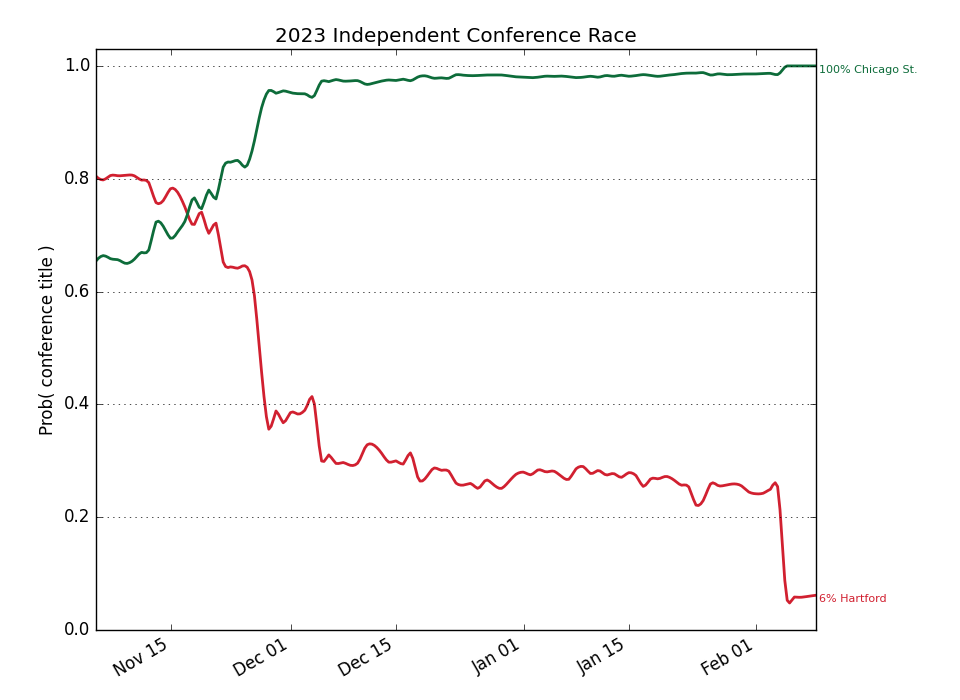 2023 Independent Conference Race
1.0
100% Chicago St.
0.8
0.6
Prob( conference title )
0.4
0.2
6% Hartford
0.0
Nov 15
Dec 01
Dec 15
Jan 01
Jan 15
Feb 01